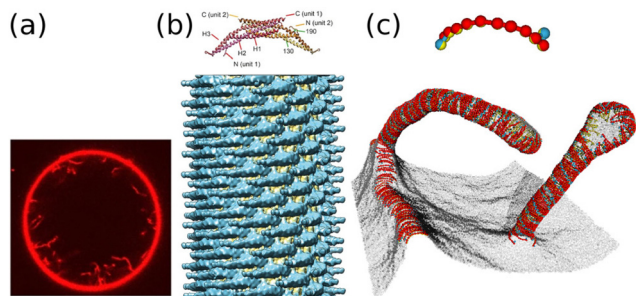 (a)
(b)
(c)
C (unit 2)
C (unit 1)
N (unit 2)
190
H3
H2
H1
130
N (unit 1)